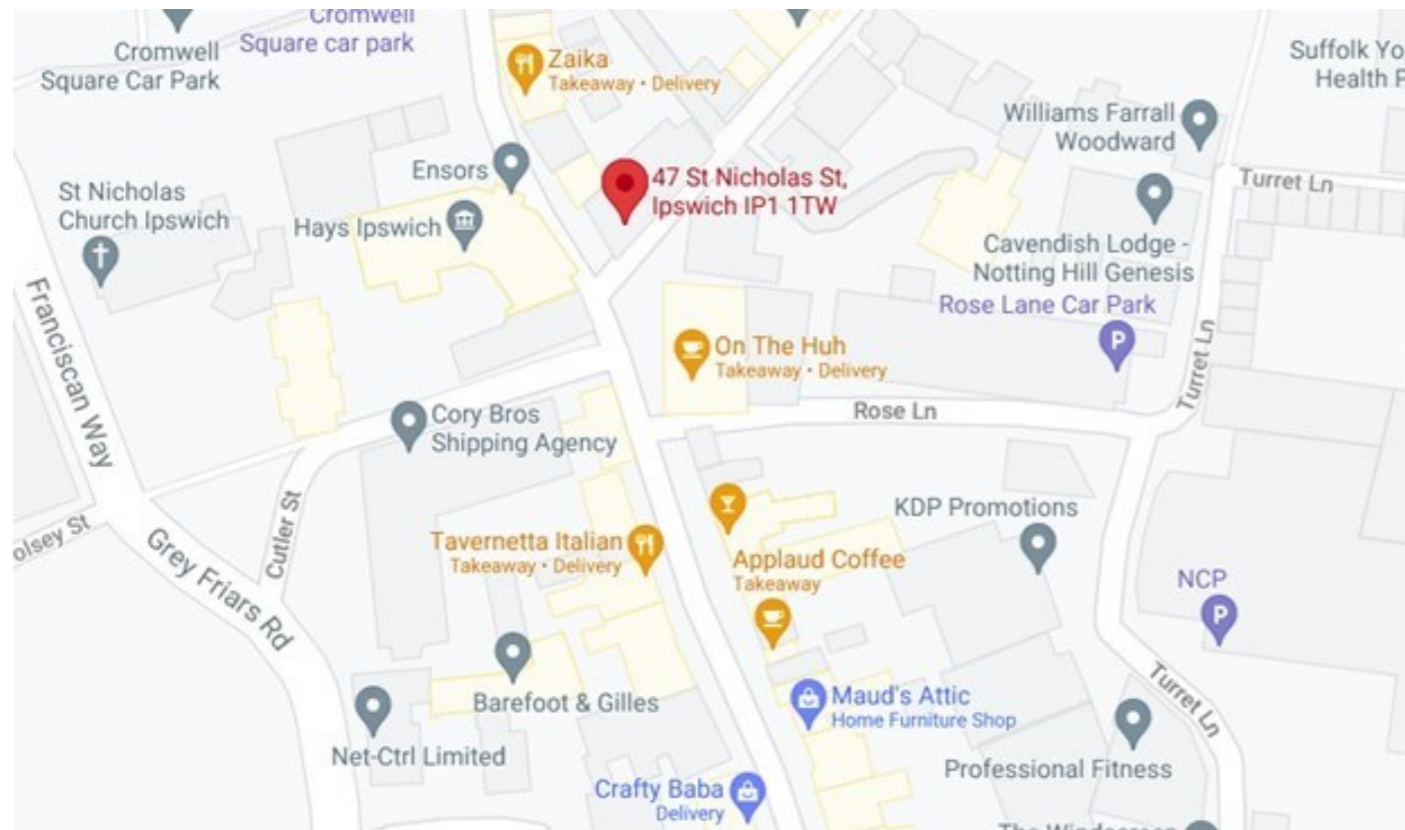 Cromwell
Square car park
Cromwell
Square Car Park
Zaika
Takeaway • Delivery
Suffolk Yo
Health P
Williams Farrall
Woodward
Ensors
47 St Nicholas St,
Ipswich IP1 1TW
Turret Ln
St Nicholas
Church Ipswich
Hays Ipswich
Cavendish Lodge -
Notting Hill Genesis
Rose Lane Car Park
P
Franciscan Way
On The Huh
Takeaway • Delivery
Turret Ln
Rose Ln
Cory Bros
Shipping Agency
KDP Promotions
Cutler St
olsey St
Grey Friars Rd
Tavernetta Italian
Takeaway • Delivery
Applaud Coffee
Takeaway
NCP
P
Barefoot & Gilles
Maud's Attic
Home Furniture Shop
Turret Ln
Net-Ctrl Limited
Professional Fitness
Crafty Baba
Delivery
The Windscreen